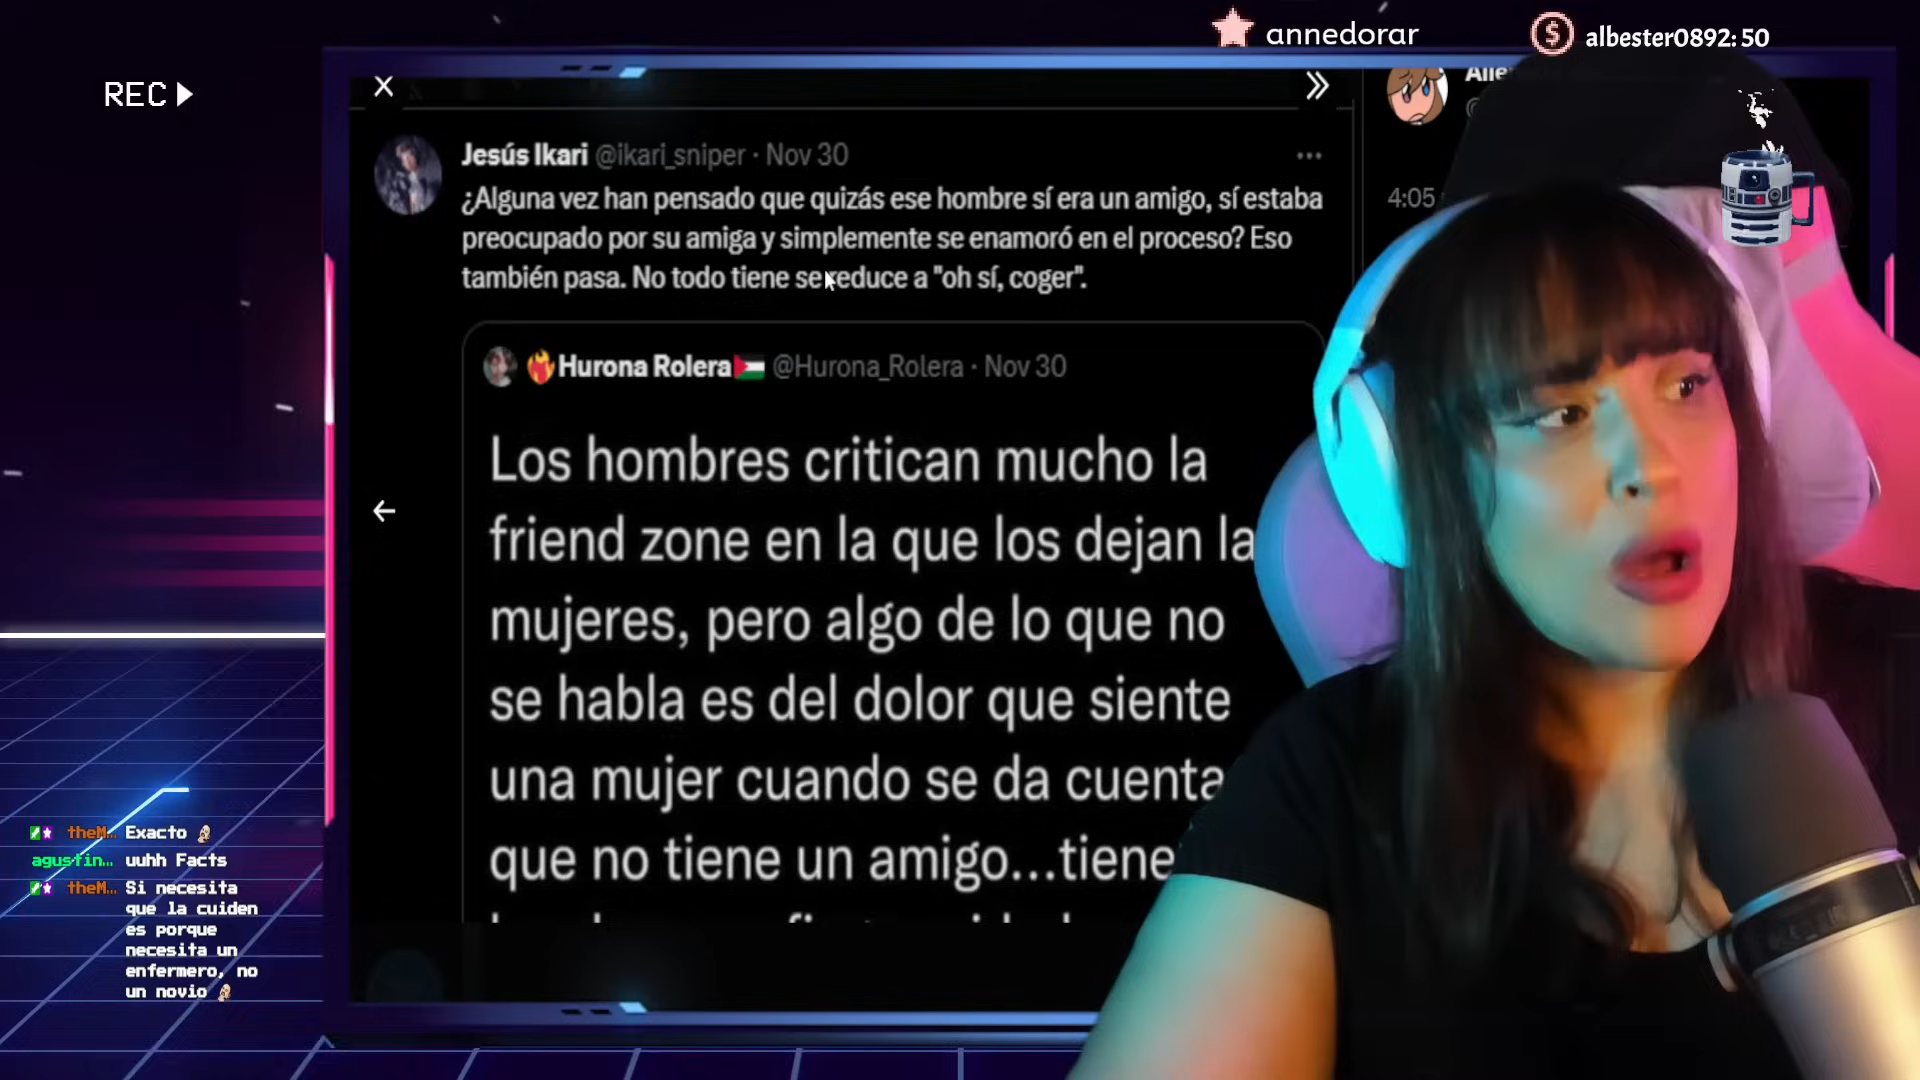 annedorar
albester0892: 50
REC
Jesús Ikari @ikari_sniper · Nov 30
¿Alguna vez han pensado que quizás ese hombre sí era un amigo, sí estaba
preocupado por su amiga y simplemente se enamoró en el proceso? Eso
también pasa. No todo tiene se reduce a "oh sí, coger".
4:05
Hurona Rolera @Hurona_Rolera · Nov 30
Los hombres critican mucho la
friend zone en la que los dejan la
mujeres, pero algo de lo que no
se habla es del dolor que siente
una mujer cuando se da cuenta
que no tiene un amigo...tiene
theM... Exacto
agustin... uuhh Facts
theM... Si necesita
que la cuiden
es porque
necesita un
enfermero, no
un novio